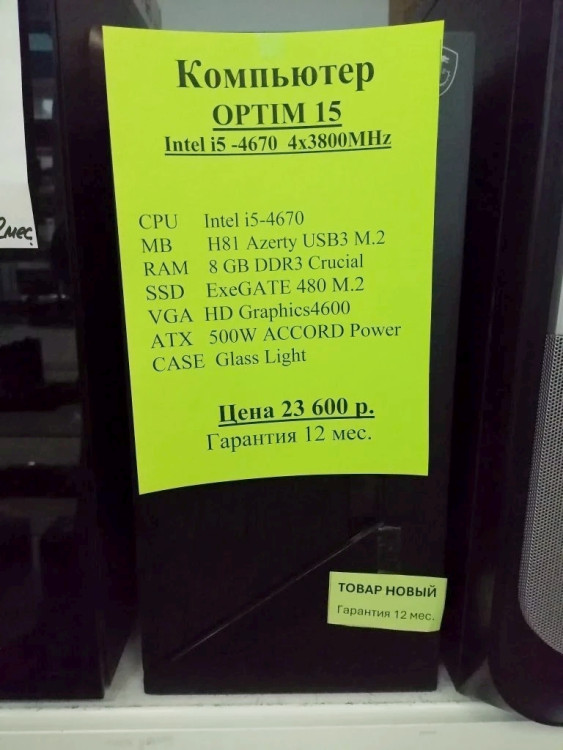 Компьютер
OPTIM 15
Intel i5 -4670 4x3800MHz
CPU Intel i5-4670
MB H81 Azerty USB3 M.2
RAM 8 GB DDR3 Crucial
SSD ExeGATE 480 M.2
VGA HD Graphics4600
ATX 500W ACCORD Power
CASE Glass Light
Цена 23 600 р.
Гарантия 12 мес.
ТОВАР НОВЫЙ
Гарантия 12 мес.
мес